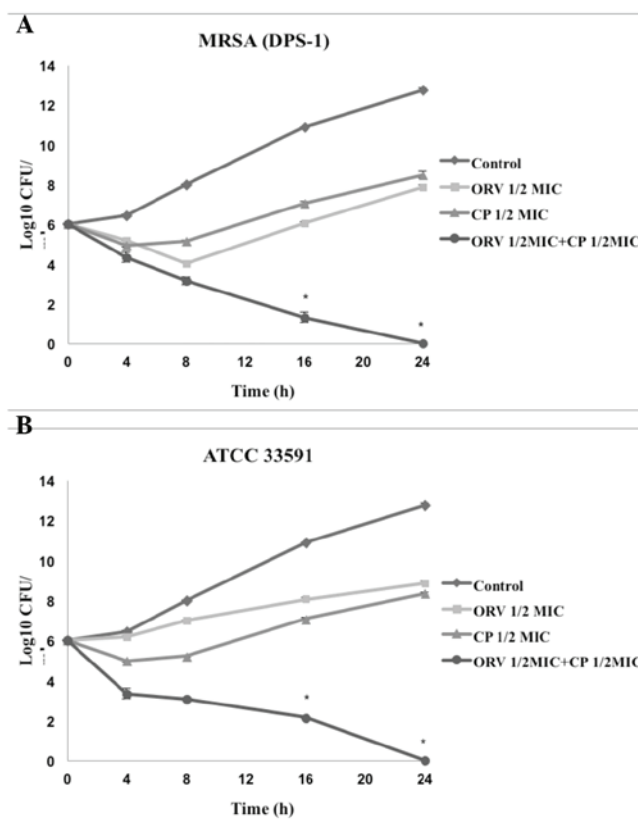 A
MRSA (DPS-1)
14
12
10
8
6
4
2
0
Log10 CFU/
0 4 8 12 16 20 24
Time (h)
Control
ORV 1/2 MIC
CP 1/2 MIC
ORV 1/2MIC+CP 1/2MIC
*
*
B
ATCC 33591
14
12
10
8
6
4
2
0
Log10 CFU/
0 4 8 12 16 20 24
Time (h)
Control
ORV 1/2 MIC
CP 1/2 MIC
ORV 1/2MIC+CP 1/2MIC
*
*